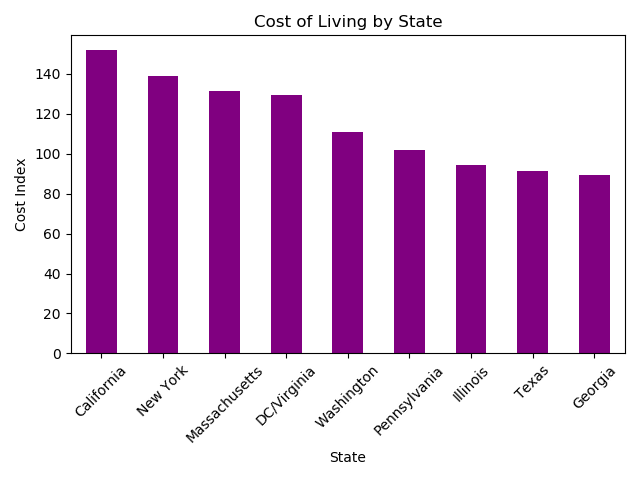 Cost of Living by State
Cost Index
140
120
100
80
60
40
20
0
California
New York
Massachusetts
DC/Virginia
Washington
Pennsylvania
Illinois
Texas
Georgia
State